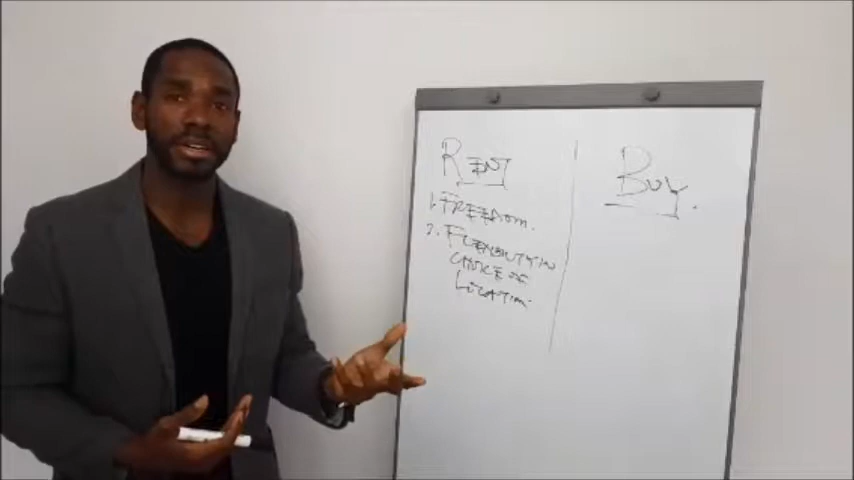 RENT
BUY.
1. FREEDOM.
2. FLEXIBILITY IN
CHOICE OF
LOCATION.